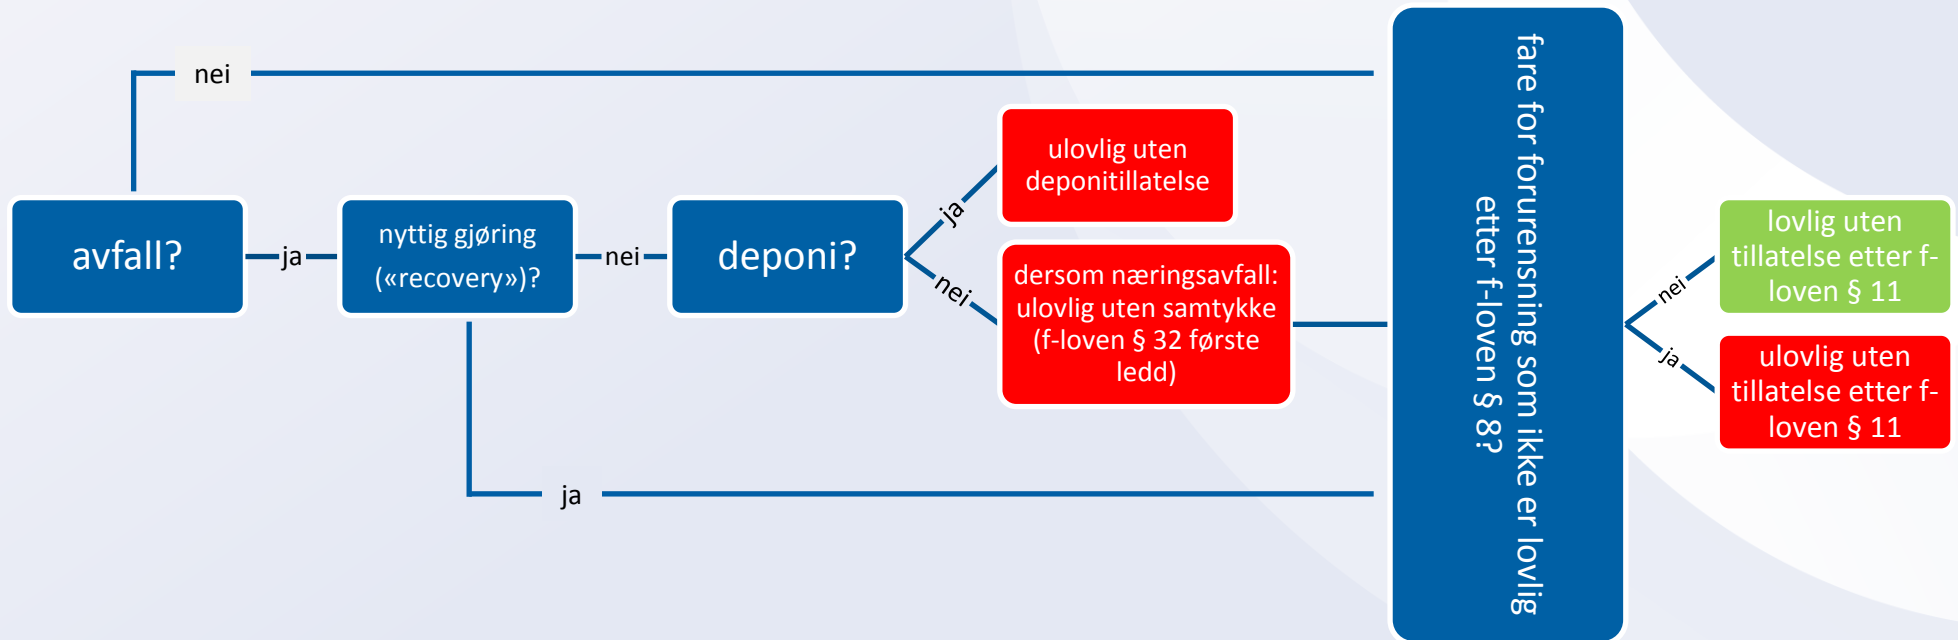 nei
avfall?
ja
nyttig gjøring
(«recovery»)?
nei
deponi?
ja
ulovlig uten
deponitillatelse
nei
dersom næringsavfall:
ulovlig uten samtykke
(f-loven § 32 første
ledd)
ja
fare for forurensning som ikke er lovlig
etter f-loven § 8?
nei
lovlig uten
tillatelse etter f-
loven § 11
ja
ulovlig uten
tillatelse etter f-
loven § 11